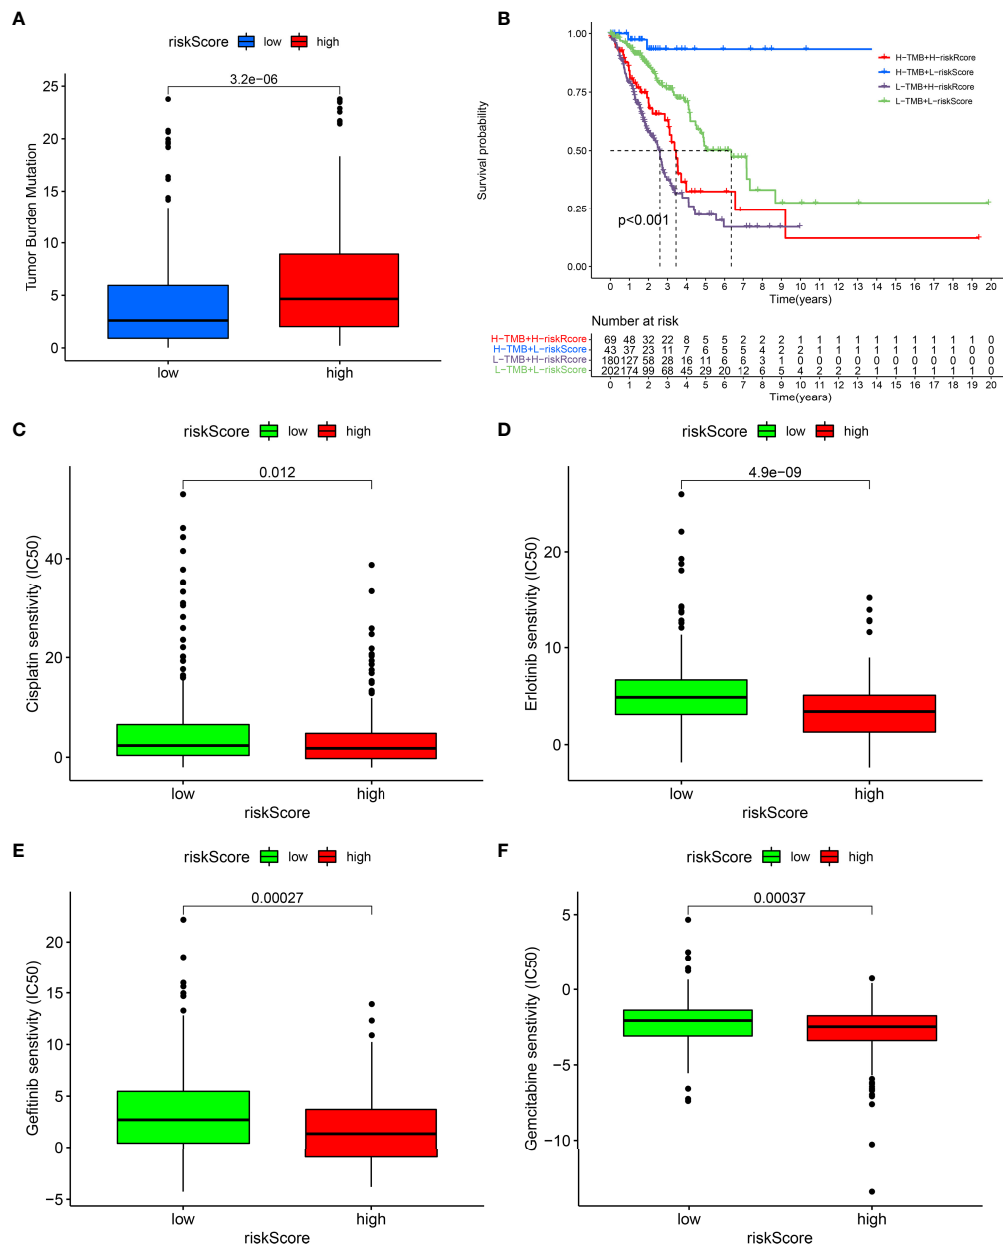 A
riskScore low high
3.2e−06
Tumor Burden Mutation
25
20
15
10
5
0
low high
B
Survival probability
1.00
0.75
0.50
0.25
0.00
H−TMB+H−riskRcore
H−TMB+L−riskScore
L−TMB+H−riskRcore
L−TMB+L−riskScore
p<0.001
0 1 2 3 4 5 6 7 8 9 10 11 12 13 14 15 16 17 18 19 20
Time(years)
Number at risk
H−TMB+H−riskRcore 69 48 32 22 8 5 5 2 2 2 1 1 1 1 1 1 1 1 1 1 0
H−TMB+L−riskScore 43 37 23 11 7 6 5 5 4 2 2 1 1 1 0 0 0 0 0 0 0
L−TMB+H−riskRcore 180 127 58 28 16 11 6 6 3 1 0 0 0 0 0 0 0 0 0 0 0
L−TMB+L−riskScore 202 174 99 68 45 29 20 12 6 5 4 2 2 2 1 1 1 1 1 1 0
0 1 2 3 4 5 6 7 8 9 10 11 12 13 14 15 16 17 18 19 20
Time(years)
C
riskScore low high
0.012
Cisplatin senstivity (IC50)
40
20
0
low high
riskScore
D
riskScore low high
4.9e−09
Erlotinib senstivity (IC50)
20
10
0
low high
riskScore
E
riskScore low high
0.00027
Gefitinib senstivity (IC50)
20
15
10
5
0
−5
low high
riskScore
F
riskScore low high
0.00037
Gemcitabine senstivity (IC50)
5
0
−5
−10
low high
riskScore